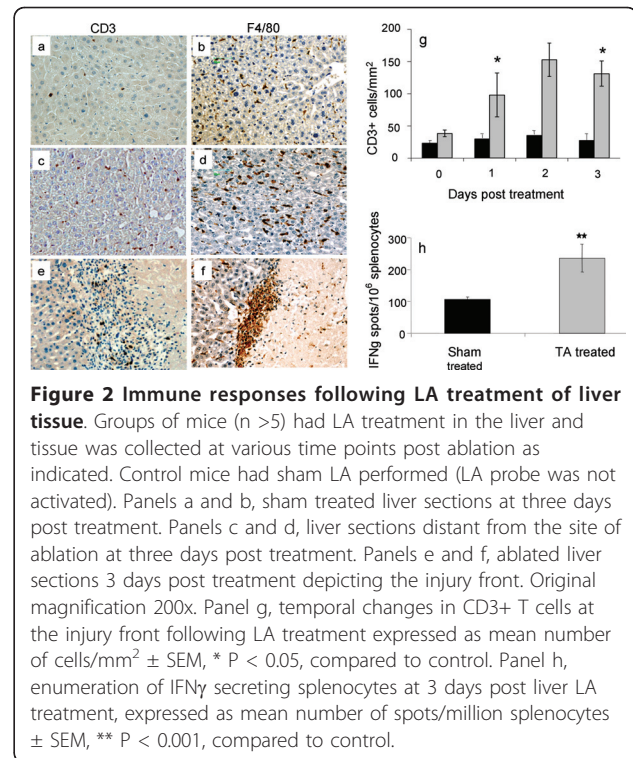 CD3 F4/80
a b
c d
e f
g
CD3+ cells/mm²
200
150
100
50
0
* *
0 1 2 3
Days post treatment
h
IFNg spots/10⁶ splenocytes
300
200
100
0
**
Sham treated TA treated
Figure 2 Immune responses following LA treatment of liver
tissue. Groups of mice (n >5) had LA treatment in the liver and
tissue was collected at various time points post ablation as
indicated. Control mice had sham LA performed (LA probe was not
activated). Panels a and b, sham treated liver sections at three days
post treatment. Panels c and d, liver sections distant from the site of
ablation at three days post treatment. Panels e and f, ablated liver
sections 3 days post treatment depicting the injury front. Original
magnification 200x. Panel g, temporal changes in CD3+ T cells at
the injury front following LA treatment expressed as mean number
of cells/mm² ± SEM, * P < 0.05, compared to control. Panel h,
enumeration of IFNγ secreting splenocytes at 3 days post liver LA
treatment, expressed as mean number of spots/million splenocytes
± SEM, ** P < 0.001, compared to control.